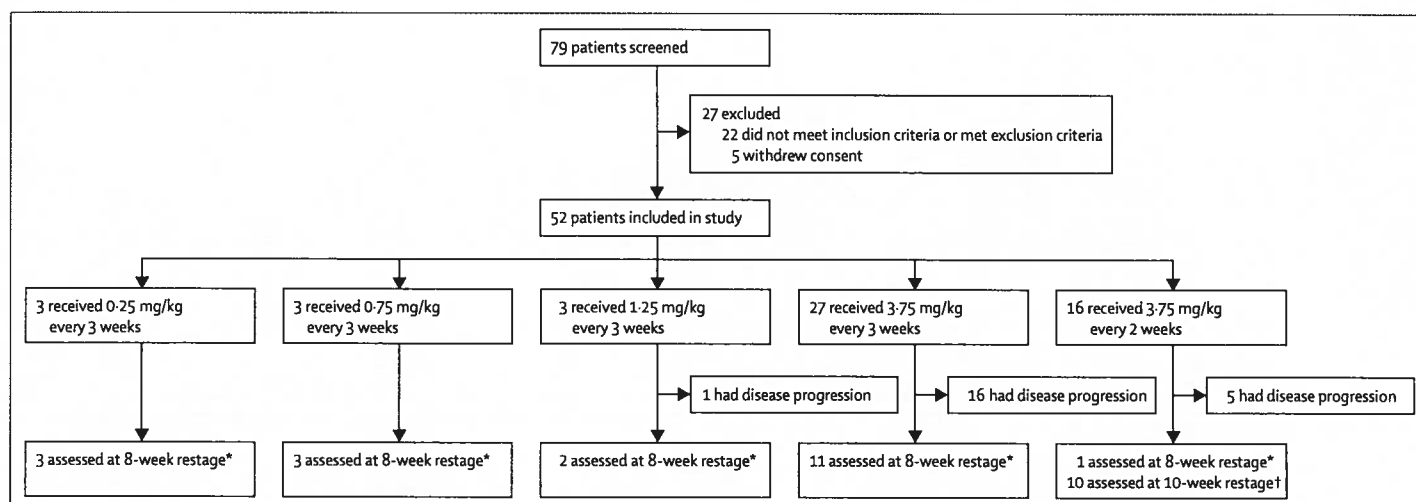 79 patients screened
27 excluded
22 did not meet inclusion criteria or met exclusion criteria
5 withdrew consent
52 patients included in study
3 received 0·25 mg/kg
every 3 weeks
3 received 0·75 mg/kg
every 3 weeks
3 received 1·25 mg/kg
every 3 weeks
27 received 3·75 mg/kg
every 3 weeks
16 received 3·75 mg/kg
every 2 weeks
1 had disease progression
16 had disease progression
5 had disease progression
3 assessed at 8-week restage*
3 assessed at 8-week restage*
2 assessed at 8-week restage*
11 assessed at 8-week restage*
1 assessed at 8-week restage*
10 assessed at 10-week restage†